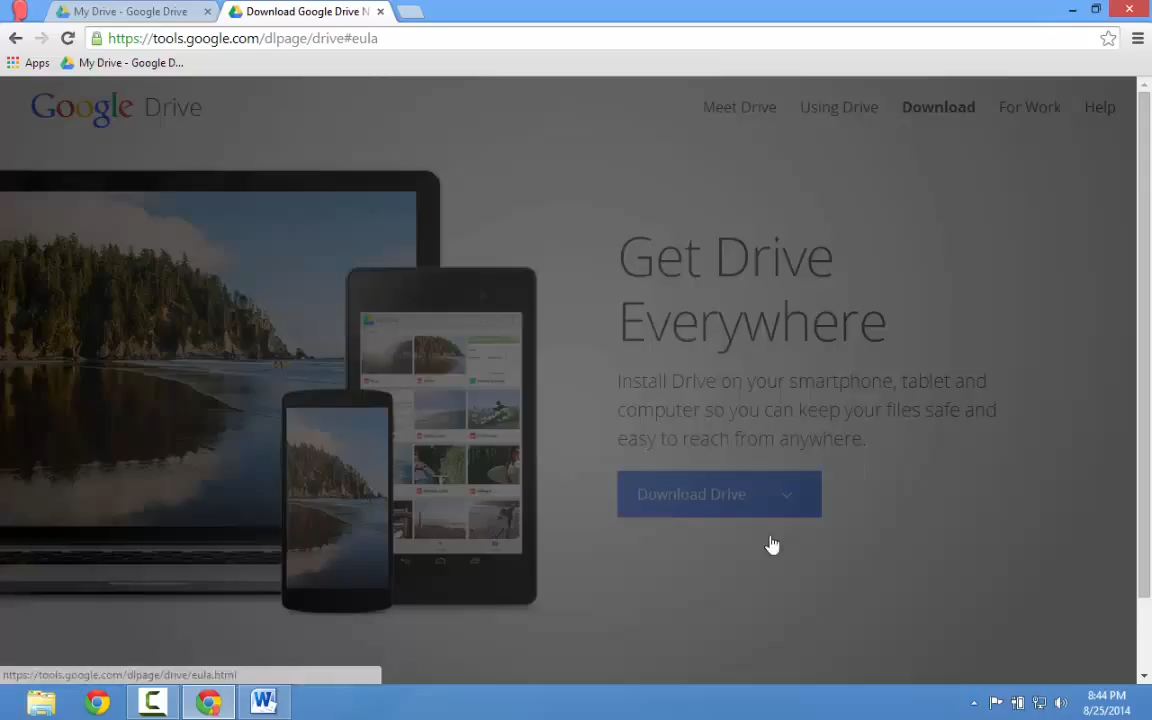 My Drive - Google Drive
Download Google Drive N
https://tools.google.com/dlpage/drive#eula
Apps
My Drive - Google D...
Google Drive
Meet Drive
Using Drive
Download
For Work
Help
Get Drive
Everywhere
Install Drive on your smartphone, tablet and
computer so you can keep your files safe and
easy to reach from anywhere.
Download Drive
https://tools.google.com/dlpage/drive/eula.html
8:44 PM
8/25/2014